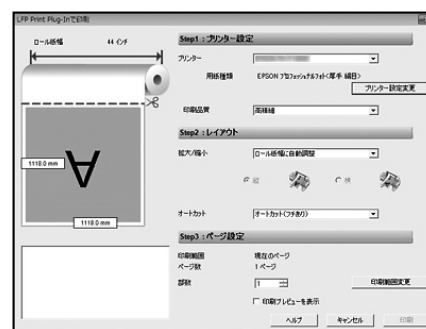 LFP Print Plug-Inで印刷
ロール紙幅 44 インチ
A
1118.0 mm
1118.0 mm
Step1 : プリンター設定
プリンター
用紙種類 EPSON プロフェッショナルフォト<厚手 絹目>
プリンター設定変更
印刷品質 高精細
Step2 : レイアウト
拡大/縮小 ロール紙幅に自動調整
縦 横
オートカット オートカット(フチあり)
Step3 : ページ設定
印刷範囲 現在のページ
ページ数 1 ページ
部数 1
印刷範囲変更
印刷プレビューを表示
ヘルプ キャンセル 印刷